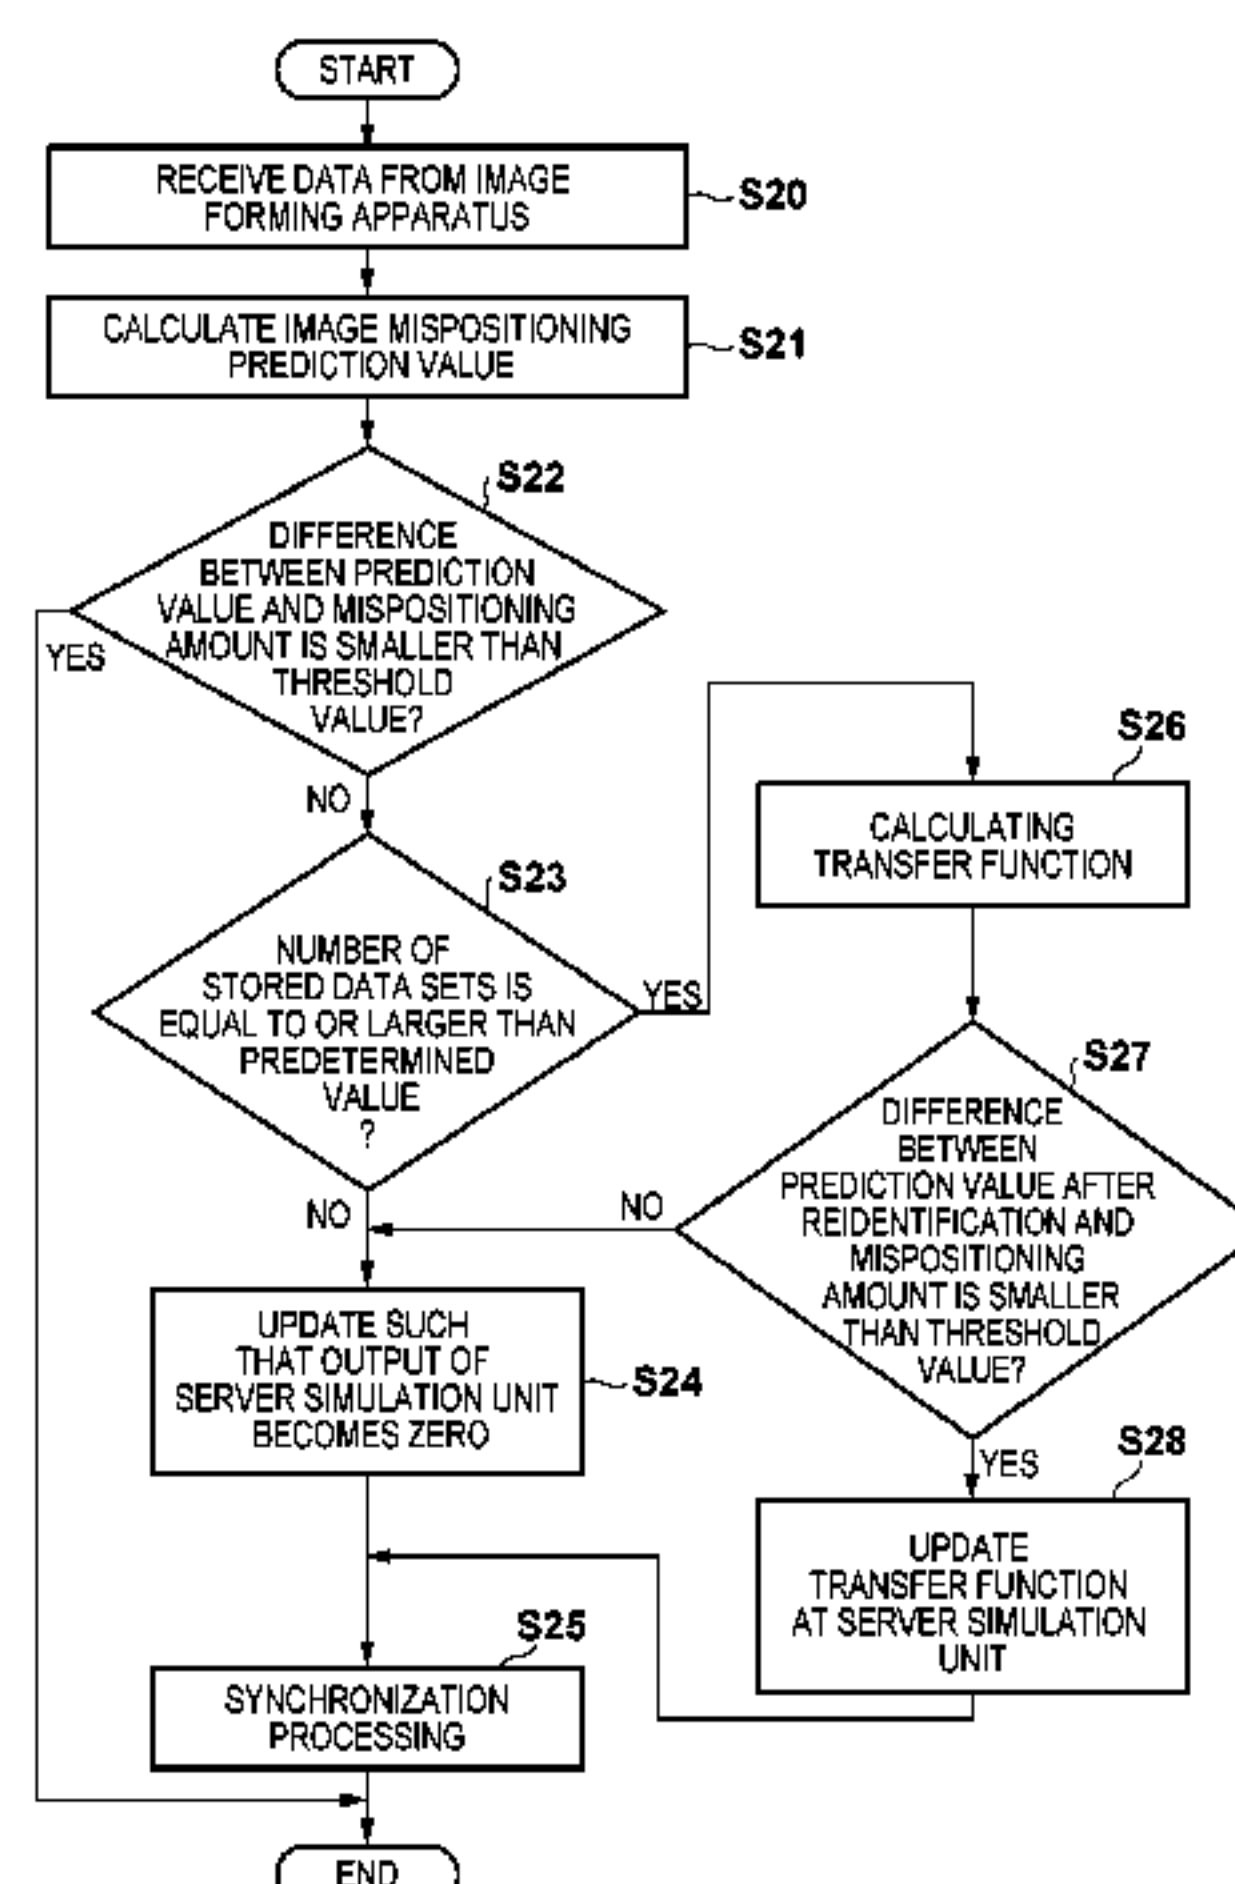 START
RECEIVE DATA FROM IMAGE
FORMING APPARATUS
S20
CALCULATE IMAGE MISPOSITIONING
PREDICTION VALUE
S21
S22
DIFFERENCE
BETWEEN PREDICTION
VALUE AND MISPOSITIONING
AMOUNT IS SMALLER THAN
THRESHOLD
VALUE?
YES
NO
S23
NUMBER OF
STORED DATA SETS IS
EQUAL TO OR LARGER THAN
PREDETERMINED
VALUE
?
YES
NO
S26
CALCULATING
TRANSFER FUNCTION
S27
DIFFERENCE
BETWEEN
PREDICTION VALUE AFTER
REIDENTIFICATION AND
MISPOSITIONING
AMOUNT IS SMALLER
THAN THRESHOLD
VALUE?
NO
YES
UPDATE SUCH
THAT OUTPUT OF
SERVER SIMULATION UNIT
BECOMES ZERO
S24
S28
UPDATE
TRANSFER FUNCTION
AT SERVER SIMULATION
UNIT
S25
SYNCHRONIZATION
PROCESSING
END